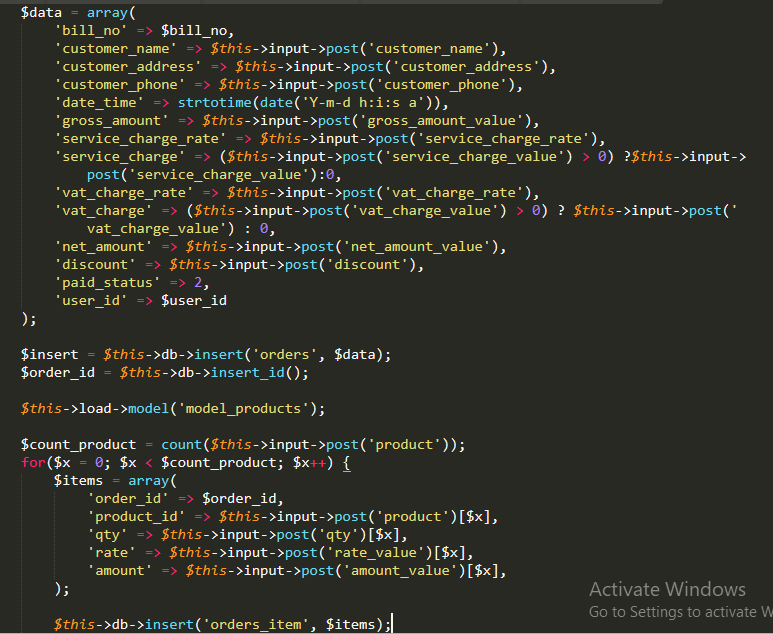 $data = array(
'bill_no' => $bill_no,
'customer_name' => $this->input->post('customer_name'),
'customer_address' => $this->input->post('customer_address'),
'customer_phone' => $this->input->post('customer_phone'),
'date_time' => strtotime(date('Y-m-d h:i:s a')),
'gross_amount' => $this->input->post('gross_amount_value'),
'service_charge_rate' => $this->input->post('service_charge_rate'),
'service_charge' => ($this->input->post('service_charge_value') > 0) ?$this->input->
post('service_charge_value'):0,
'vat_charge_rate' => $this->input->post('vat_charge_rate'),
'vat_charge' => ($this->input->post('vat_charge_value') > 0) ? $this->input->post('
vat_charge_value') : 0,
'net_amount' => $this->input->post('net_amount_value'),
'discount' => $this->input->post('discount'),
'paid_status' => 2,
'user_id' => $user_id
);
$insert = $this->db->insert('orders', $data);
$order_id = $this->db->insert_id();
$this->load->model('model_products');
$count_product = count($this->input->post('product'));
for($x = 0; $x < $count_product; $x++) {
$items = array(
'order_id' => $order_id,
'product_id' => $this->input->post('product')[$x],
'qty' => $this->input->post('qty')[$x],
'rate' => $this->input->post('rate_value')[$x],
'amount' => $this->input->post('amount_value')[$x],
);
$this->db->insert('orders_item', $items);
Activate Windows
Go to Settings to activate W